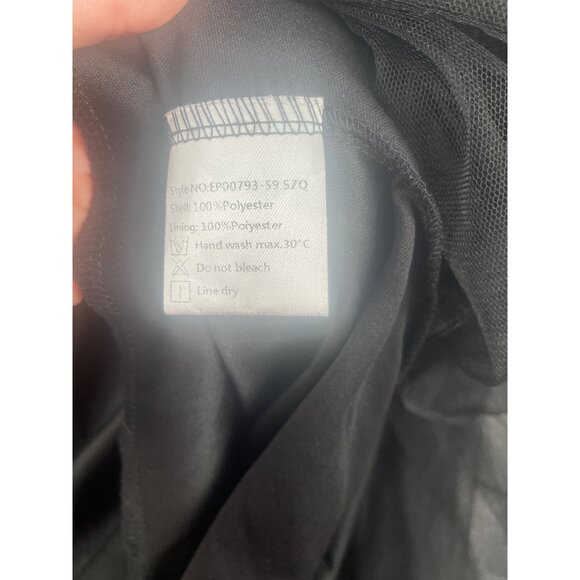 Style NO:EP00793-59 SZQ
Shell: 100%Polyester
Lining: 100%Polyester
Hand wash max.30°C
Do not bleach
Line dry